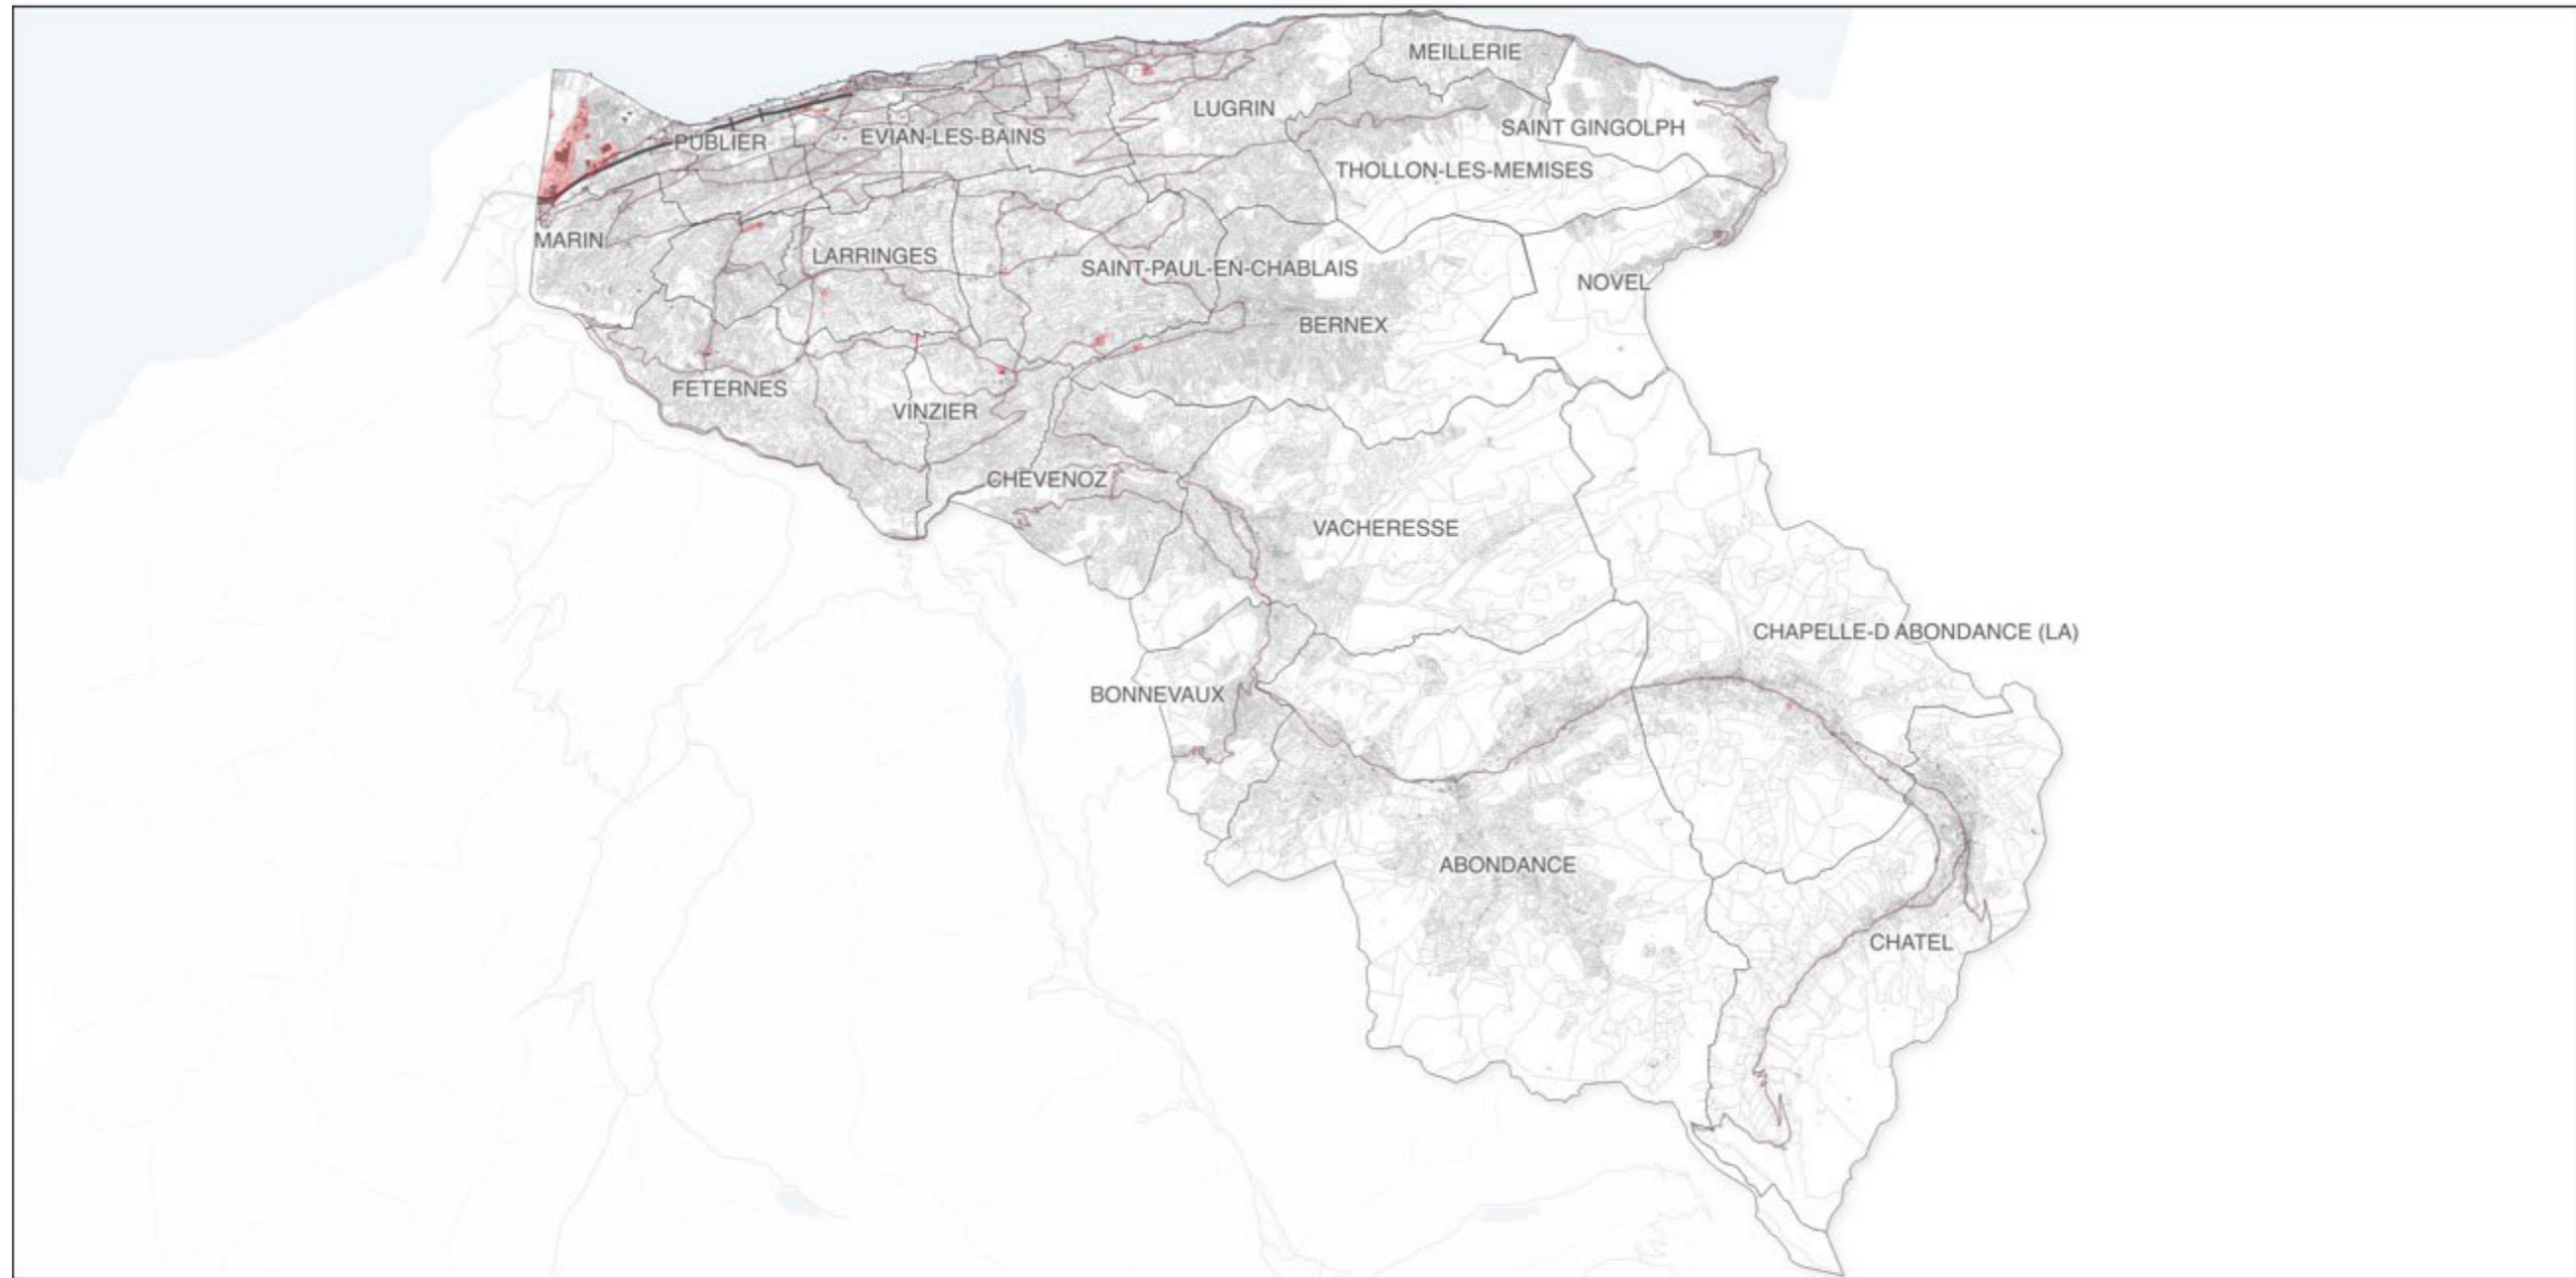 MEILLERIE
LUGRIN
SAINT GINGOLPH
PUBLIER
EVIAN-LES-BAINS
THOLLON-LES-MEMISES
MARIN
LARRINGES
SAINT-PAUL-EN-CHABLAIS
NOVEL
BERNEX
FETERNES
VINZIER
CHEVENOZ
VACHERESSE
CHAPELLE-D ABONDANCE (LA)
BONNEVAUX
ABONDANCE
CHATEL